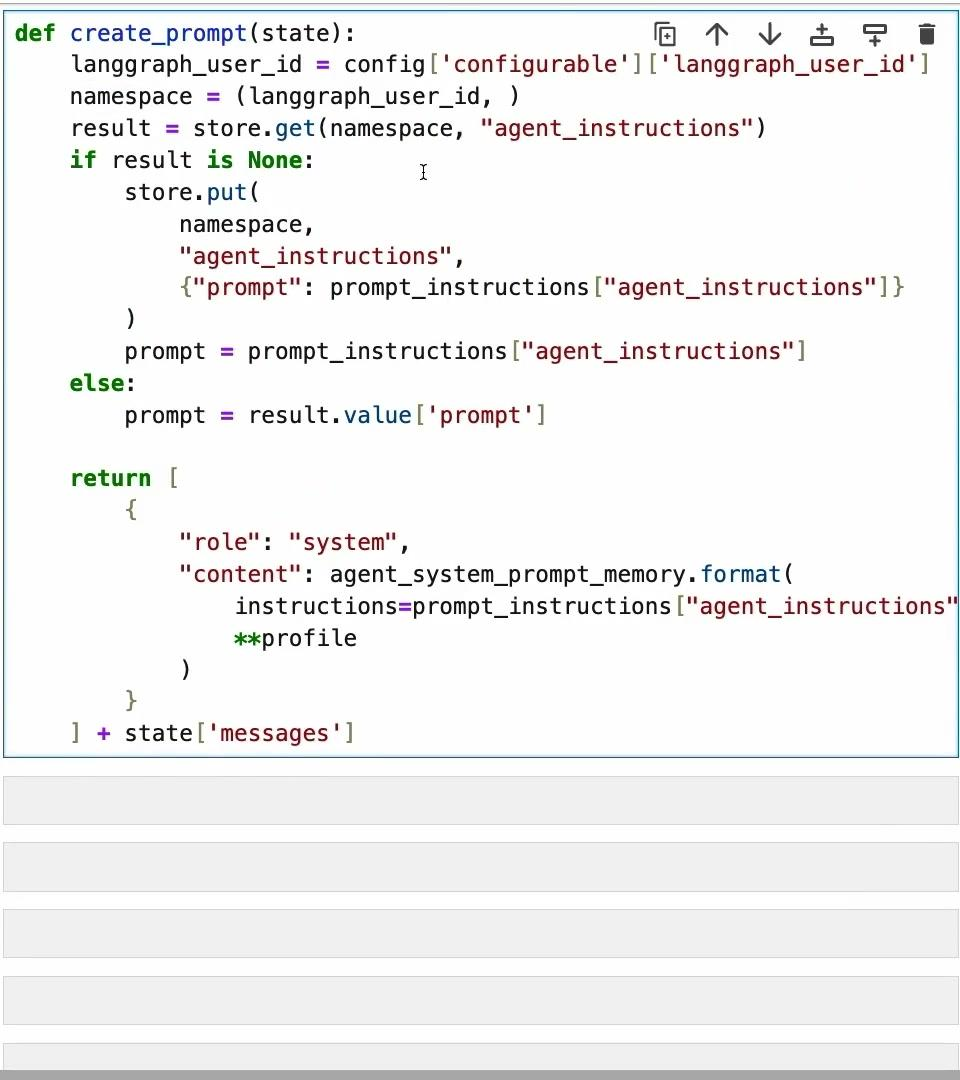 def create_prompt(state):
    langgraph_user_id = config['configurable']['langgraph_user_id']
    namespace = (langgraph_user_id, )
    result = store.get(namespace, "agent_instructions")
    if result is None:
        store.put(
            namespace,
            "agent_instructions",
            {"prompt": prompt_instructions["agent_instructions"]}
        )
        prompt = prompt_instructions["agent_instructions"]
    else:
        prompt = result.value['prompt']

    return [
        {
            "role": "system",
            "content": agent_system_prompt_memory.format(
                instructions=prompt_instructions["agent_instructions"
                **profile
            )
        }
    ] + state['messages']